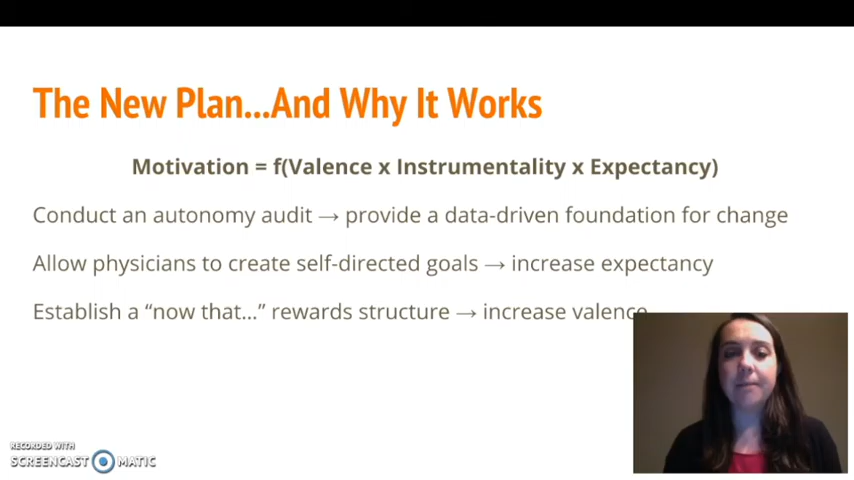 The New Plan...And Why It Works
Motivation = f(Valence x Instrumentality x Expectancy)
Conduct an autonomy audit → provide a data-driven foundation for change
Allow physicians to create self-directed goals → increase expectancy
Establish a “now that...” rewards structure → increase valence
RECORDED WITH
SCREENCAST MATIC